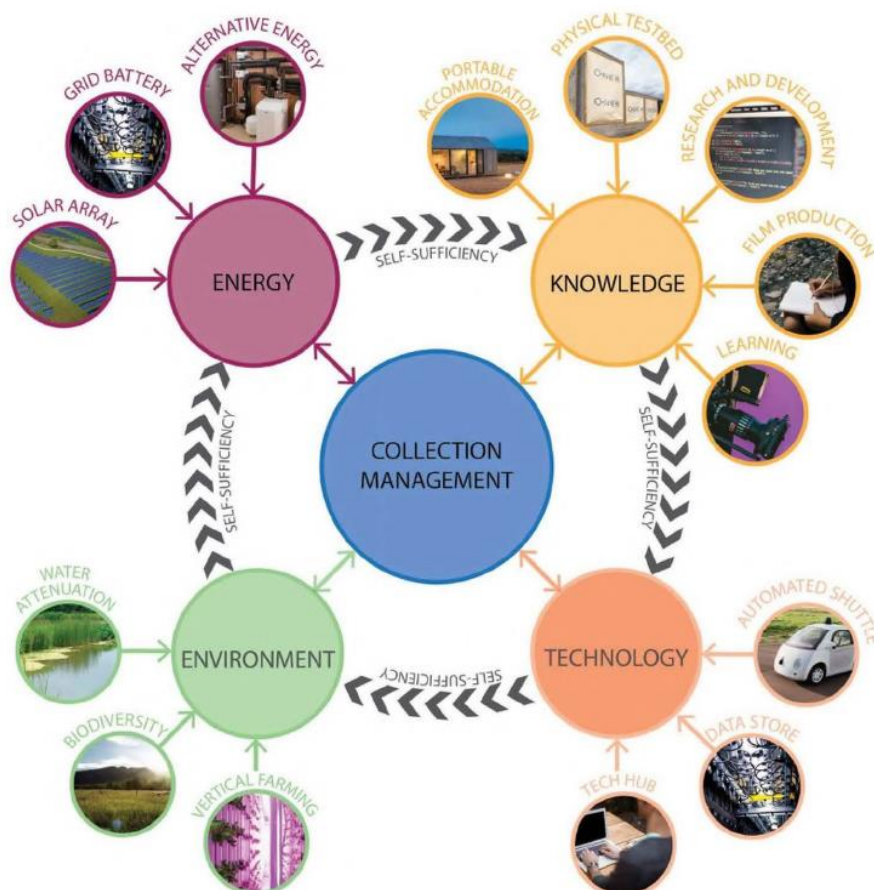 ALTERNATIVE ENERGY
GRID BATTERY
SOLAR ARRAY
ENERGY
PHYSICAL TESTBED
PORTABLE
ACCOMMODATION
RESEARCH AND DEVELOPMENT
FILM PRODUCTION
LEARNING
KNOWLEDGE
SELF-SUFFICIENCY
SELF-SUFFICIENCY
SELF-SUFFICIENCY
COLLECTION
MANAGEMENT
WATER
ATTENUATION
BIODIVERSITY
VERTICAL FARMING
ENVIRONMENT
SELF-SUFFICIENCY
TECHNOLOGY
AUTOMATED SHUTTLE
DATA STORE
TECH HUB